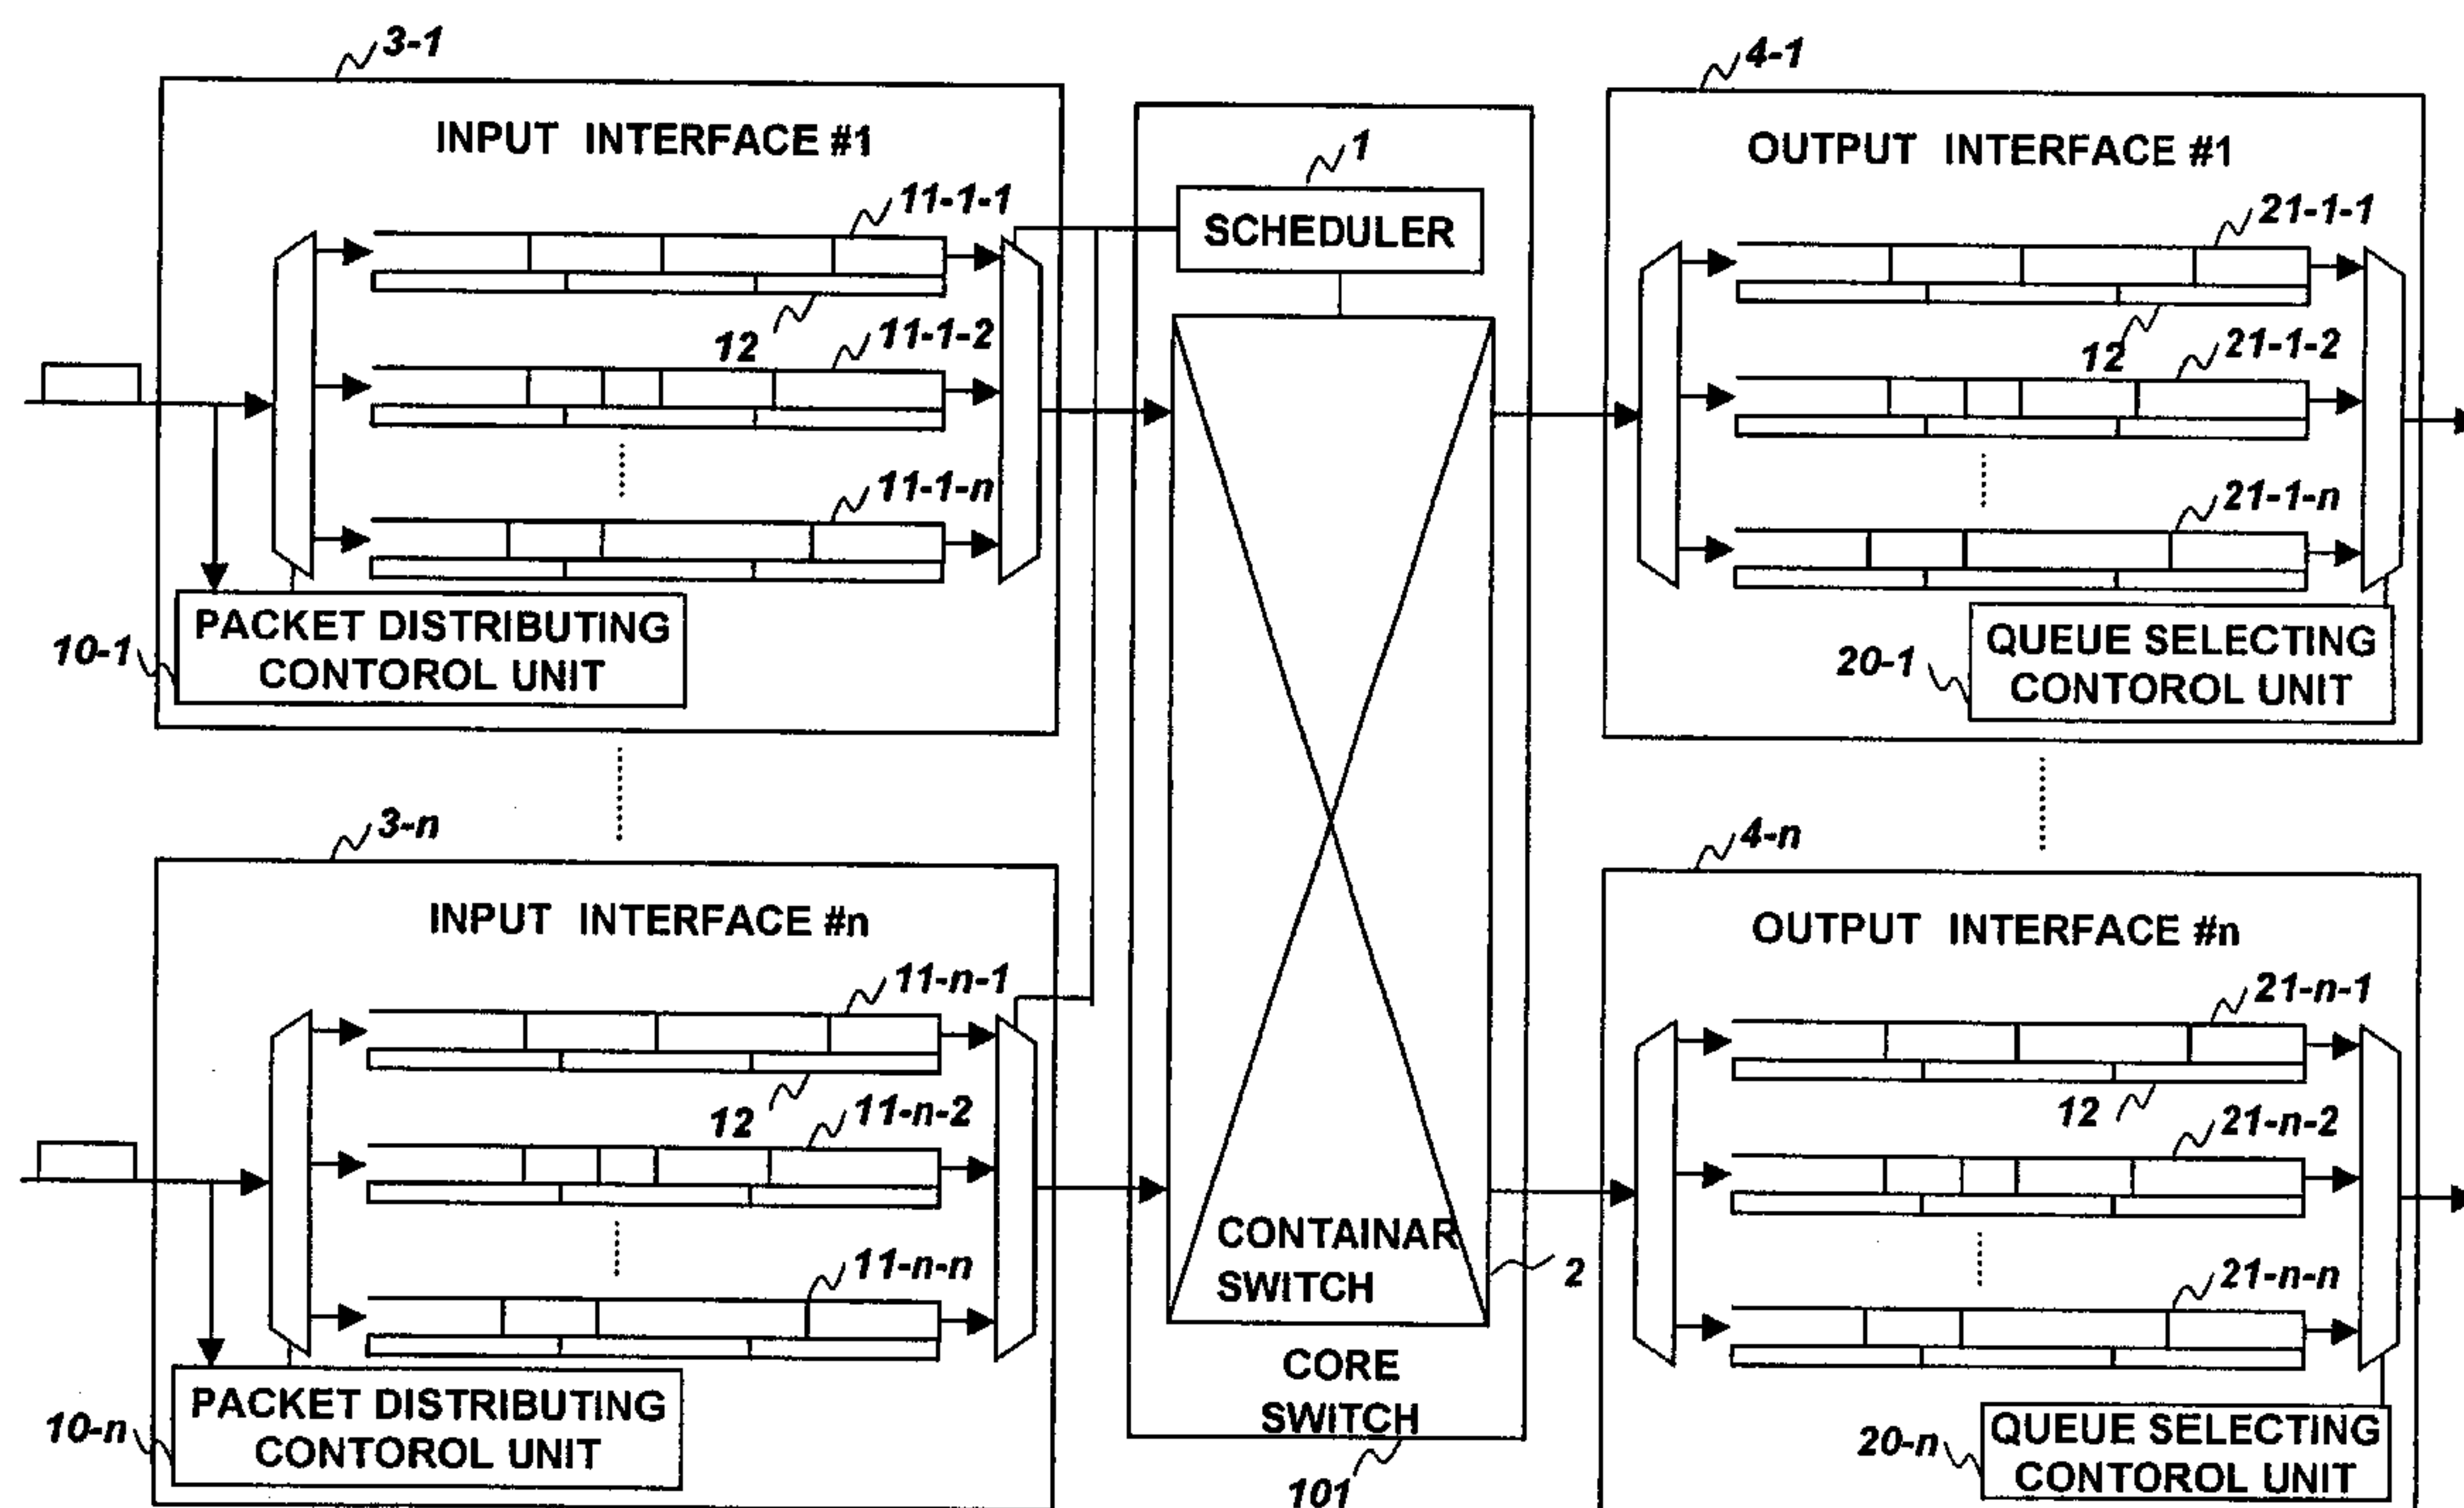 3-1
4-1
INPUT INTERFACE #1
OUTPUT INTERFACE #1
1
SCHEDULER
11-1-1
21-1-1
12
11-1-2
12
21-1-2
11-1-n
21-1-n
10-1
PACKET DISTRIBUTING
CONTOROL UNIT
20-1
QUEUE SELECTING
CONTOROL UNIT
3-n
4-n
INPUT INTERFACE #n
OUTPUT INTERFACE #n
11-n-1
21-n-1
12
11-n-2
12
21-n-2
11-n-n
21-n-n
CONTAINAR
SWITCH
2
CORE
SWITCH
101
10-n
PACKET DISTRIBUTING
CONTOROL UNIT
20-n
QUEUE SELECTING
CONTOROL UNIT